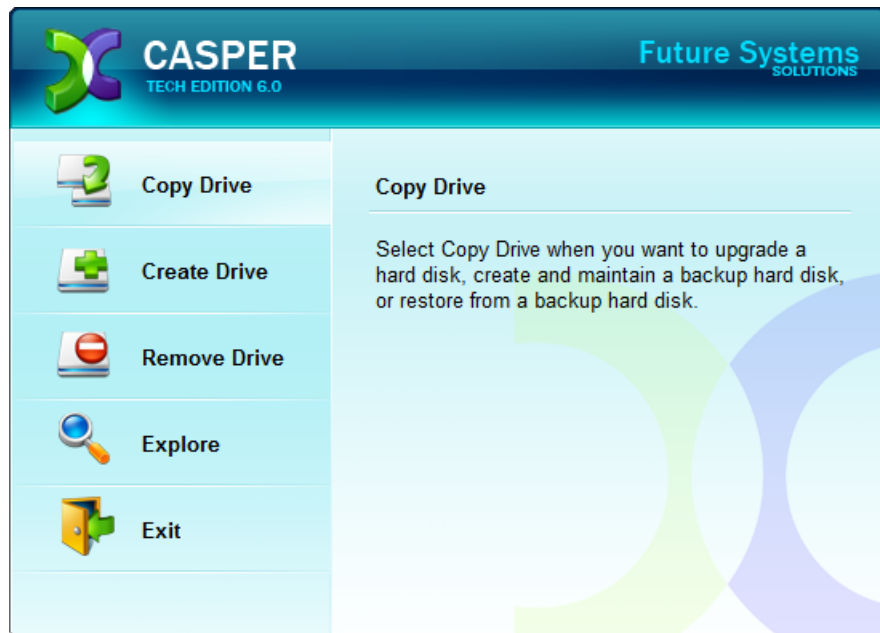 CASPER
TECH EDITION 6.0
Future Systems
SOLUTIONS
Copy Drive
Create Drive
Remove Drive
Explore
Exit
Copy Drive
Select Copy Drive when you want to upgrade a
hard disk, create and maintain a backup hard disk,
or restore from a backup hard disk.